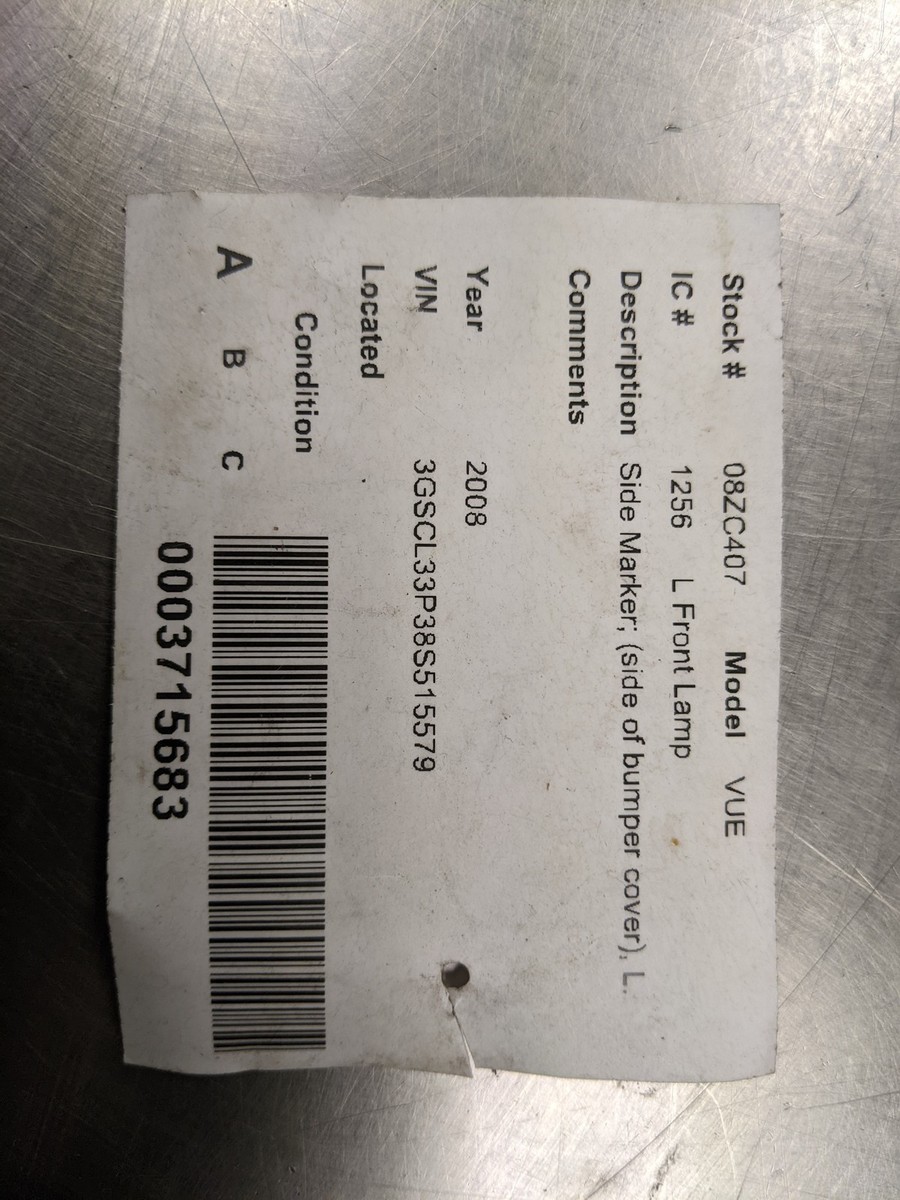 Stock # 08ZC407 Model VUE
IC # 1256 L Front Lamp
Description Side Marker; (side of bumper cover), L.
Comments
Year 2008
VIN 3GSCL33P38S515579
Located
Condition
A B C
0003715683